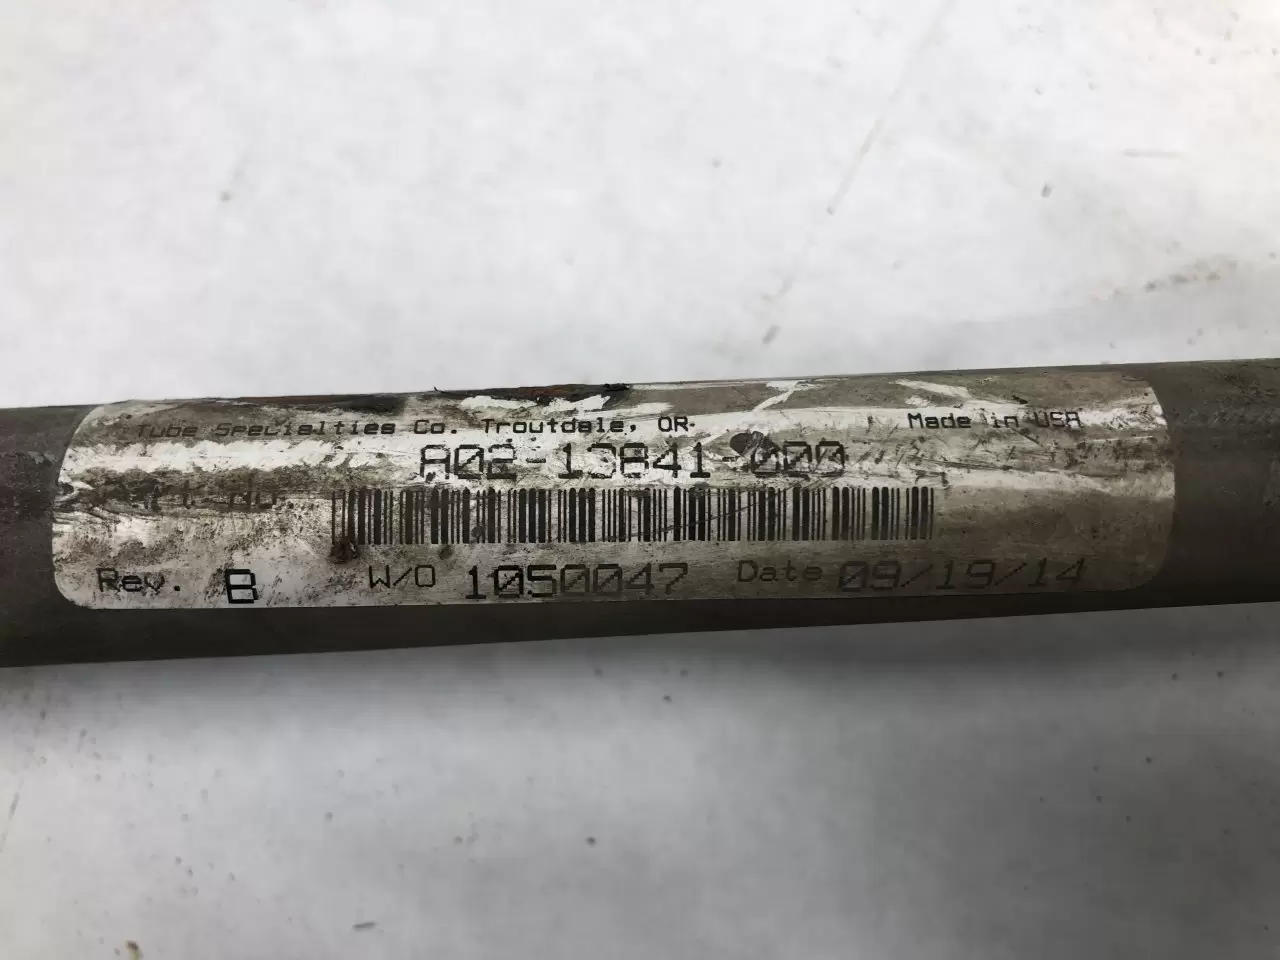 Tube Specialties Co. Troutdale, OR. Made in USA
A02-13841-000
Rev. B W/O 1050047 Date 09/19/14